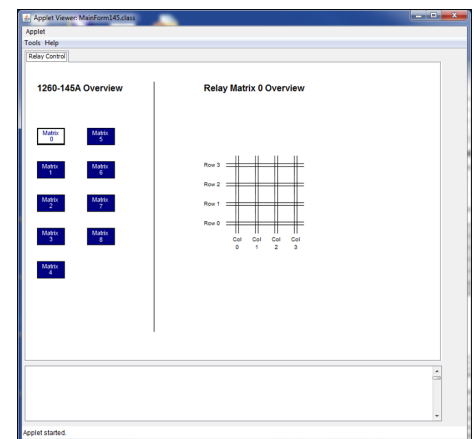 Applet Viewer: MainForm145.class
Applet
Tools Help
Relay Control
1260-145A Overview
Relay Matrix 0 Overview
Matrix 0
Matrix 5
Matrix 1
Matrix 6
Matrix 2
Matrix 7
Matrix 3
Matrix 8
Matrix 4
Row 3
Row 2
Row 1
Row 0
Col Col Col Col
0 1 2 3
Applet started.